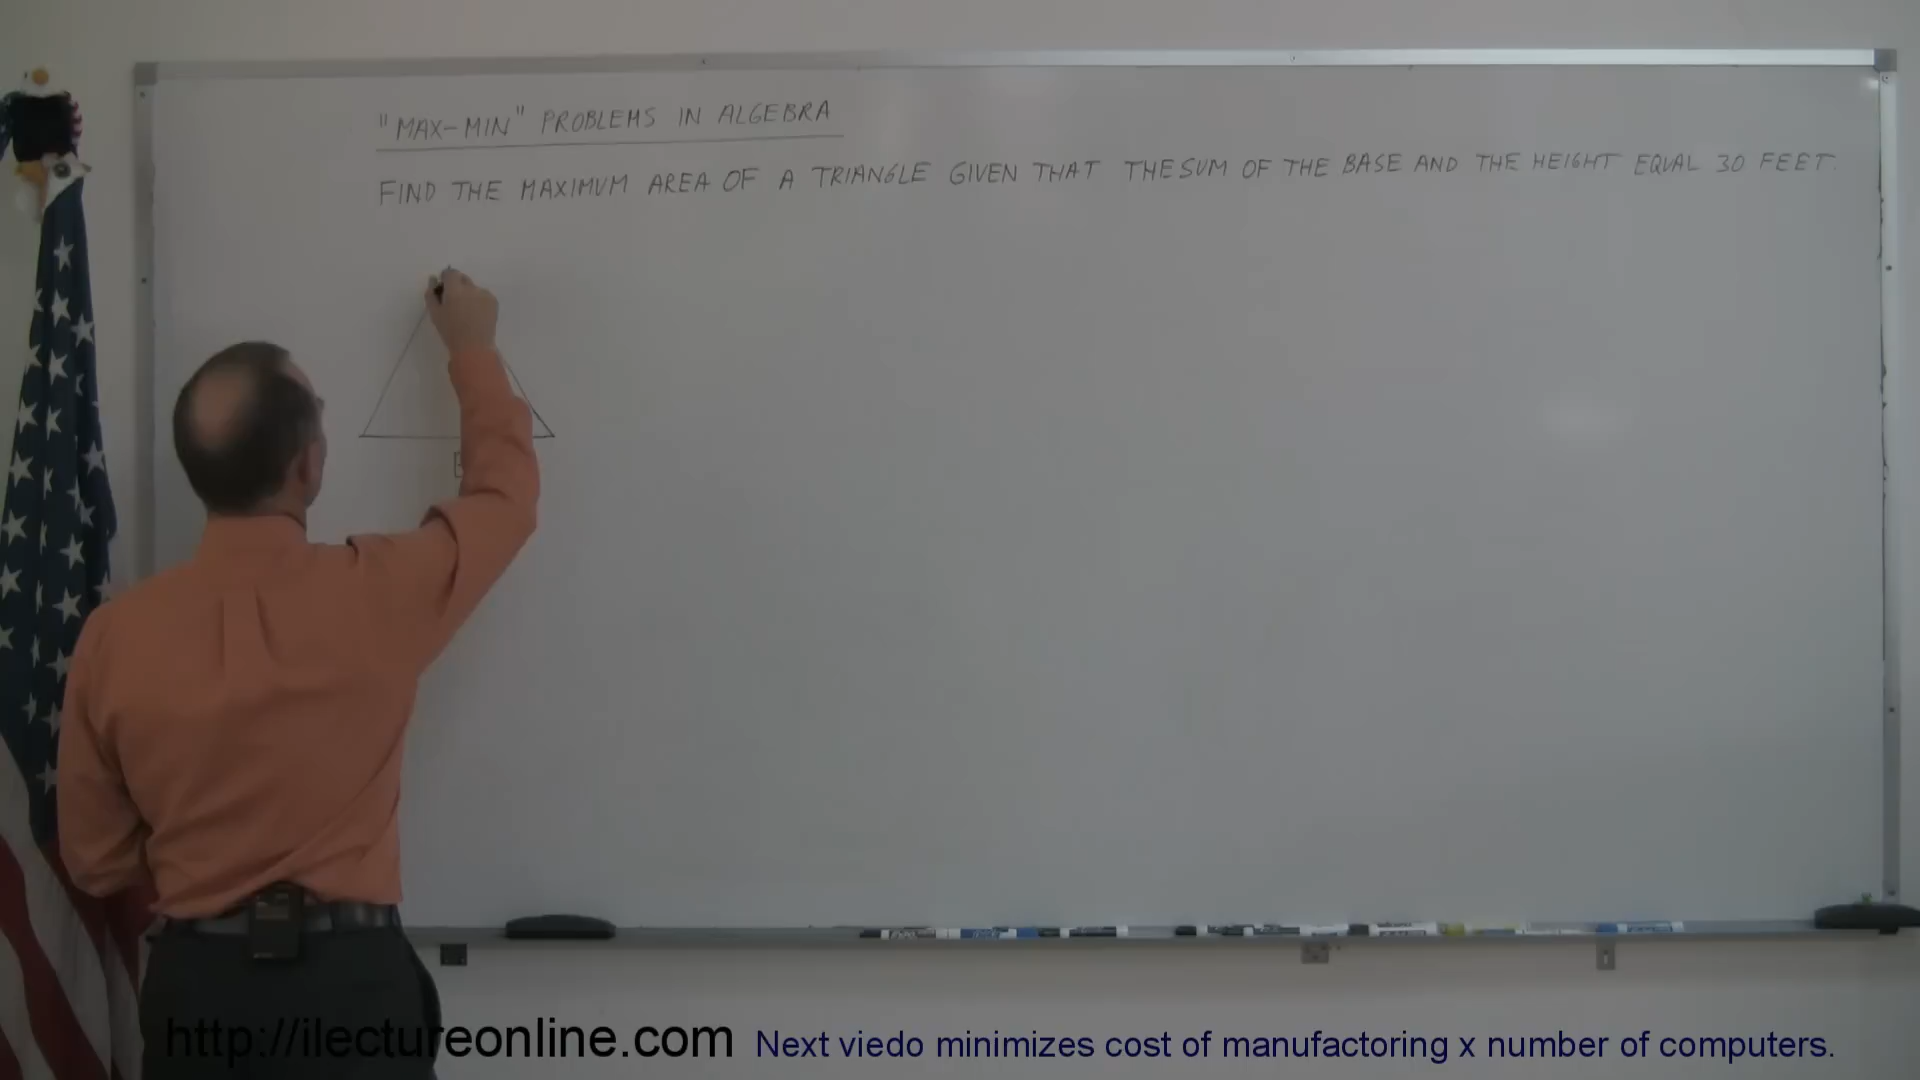 "MAX-MIN" PROBLEMS IN ALGEBRA
FIND THE MAXIMUM AREA OF A TRIANGLE GIVEN THAT THE SUM OF THE BASE AND THE HEIGHT EQUAL 30 FEET.
http://ilectureonline.com Next viedo minimizes cost of manufactoring x number of computers.